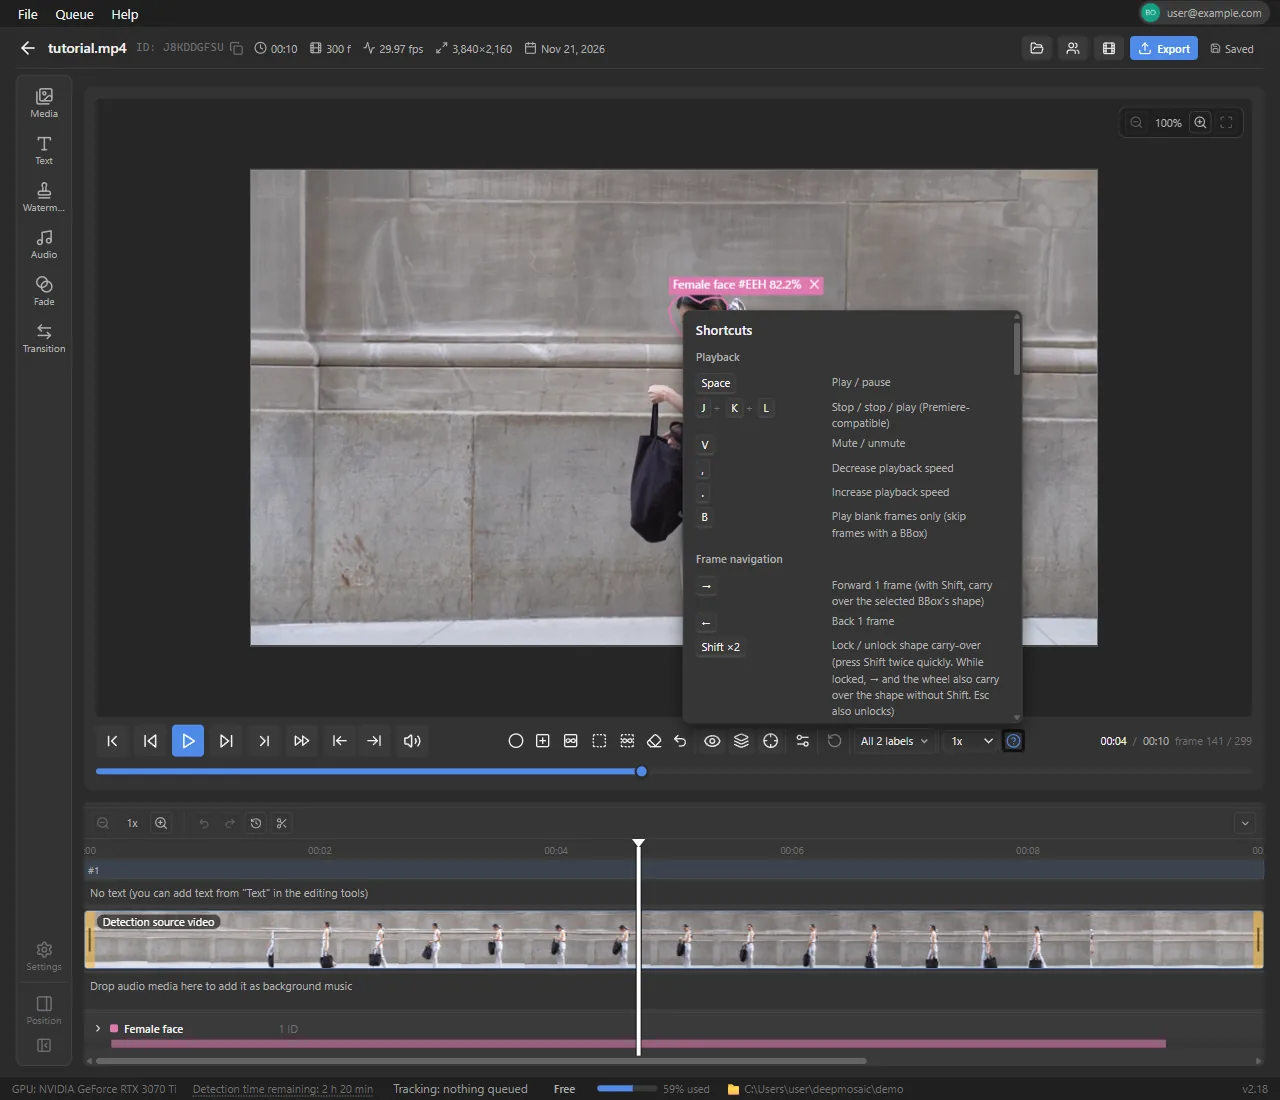 File Queue Help
BO user@example.com
tutorial.mp4 ID: J8KDDGFSU 00:10 300 f 29.97 fps 3,840×2,160 Nov 21, 2026
Export Saved
Media
Text
Waterm...
Audio
Fade
Transition
100%
Female face #EEH 82.2%
Shortcuts
Playback
Space Play / pause
J - K + L Stop / stop / play (Premiere-
compatible)
V Mute / unmute
, Decrease playback speed
. Increase playback speed
B Play blank frames only (skip
frames with a BBox)
Frame navigation
→ Forward 1 frame (with Shift, carry
over the selected BBox's shape)
← Back 1 frame
Shift ×2 Lock / unlock shape carry-over
(press Shift twice quickly. While
locked, → and the wheel also carry
over the shape without Shift. Esc
also unlocks)
All 2 labels 1x 00:04 / 00:10 frame 141 / 299
1x
:00 00:02 00:04 00:06 00:08 00
#1
No text (you can add text from "Text" in the editing tools)
Detection source video
Drop audio media here to add it as background music
Female face 1 ID
Settings
Position
GPU: NVIDIA GeForce RTX 3070 Ti Detection time remaining: 2 h 20 min Tracking: nothing queued Free 59% used C:\Users\user\deepmosaic\demo v2.18